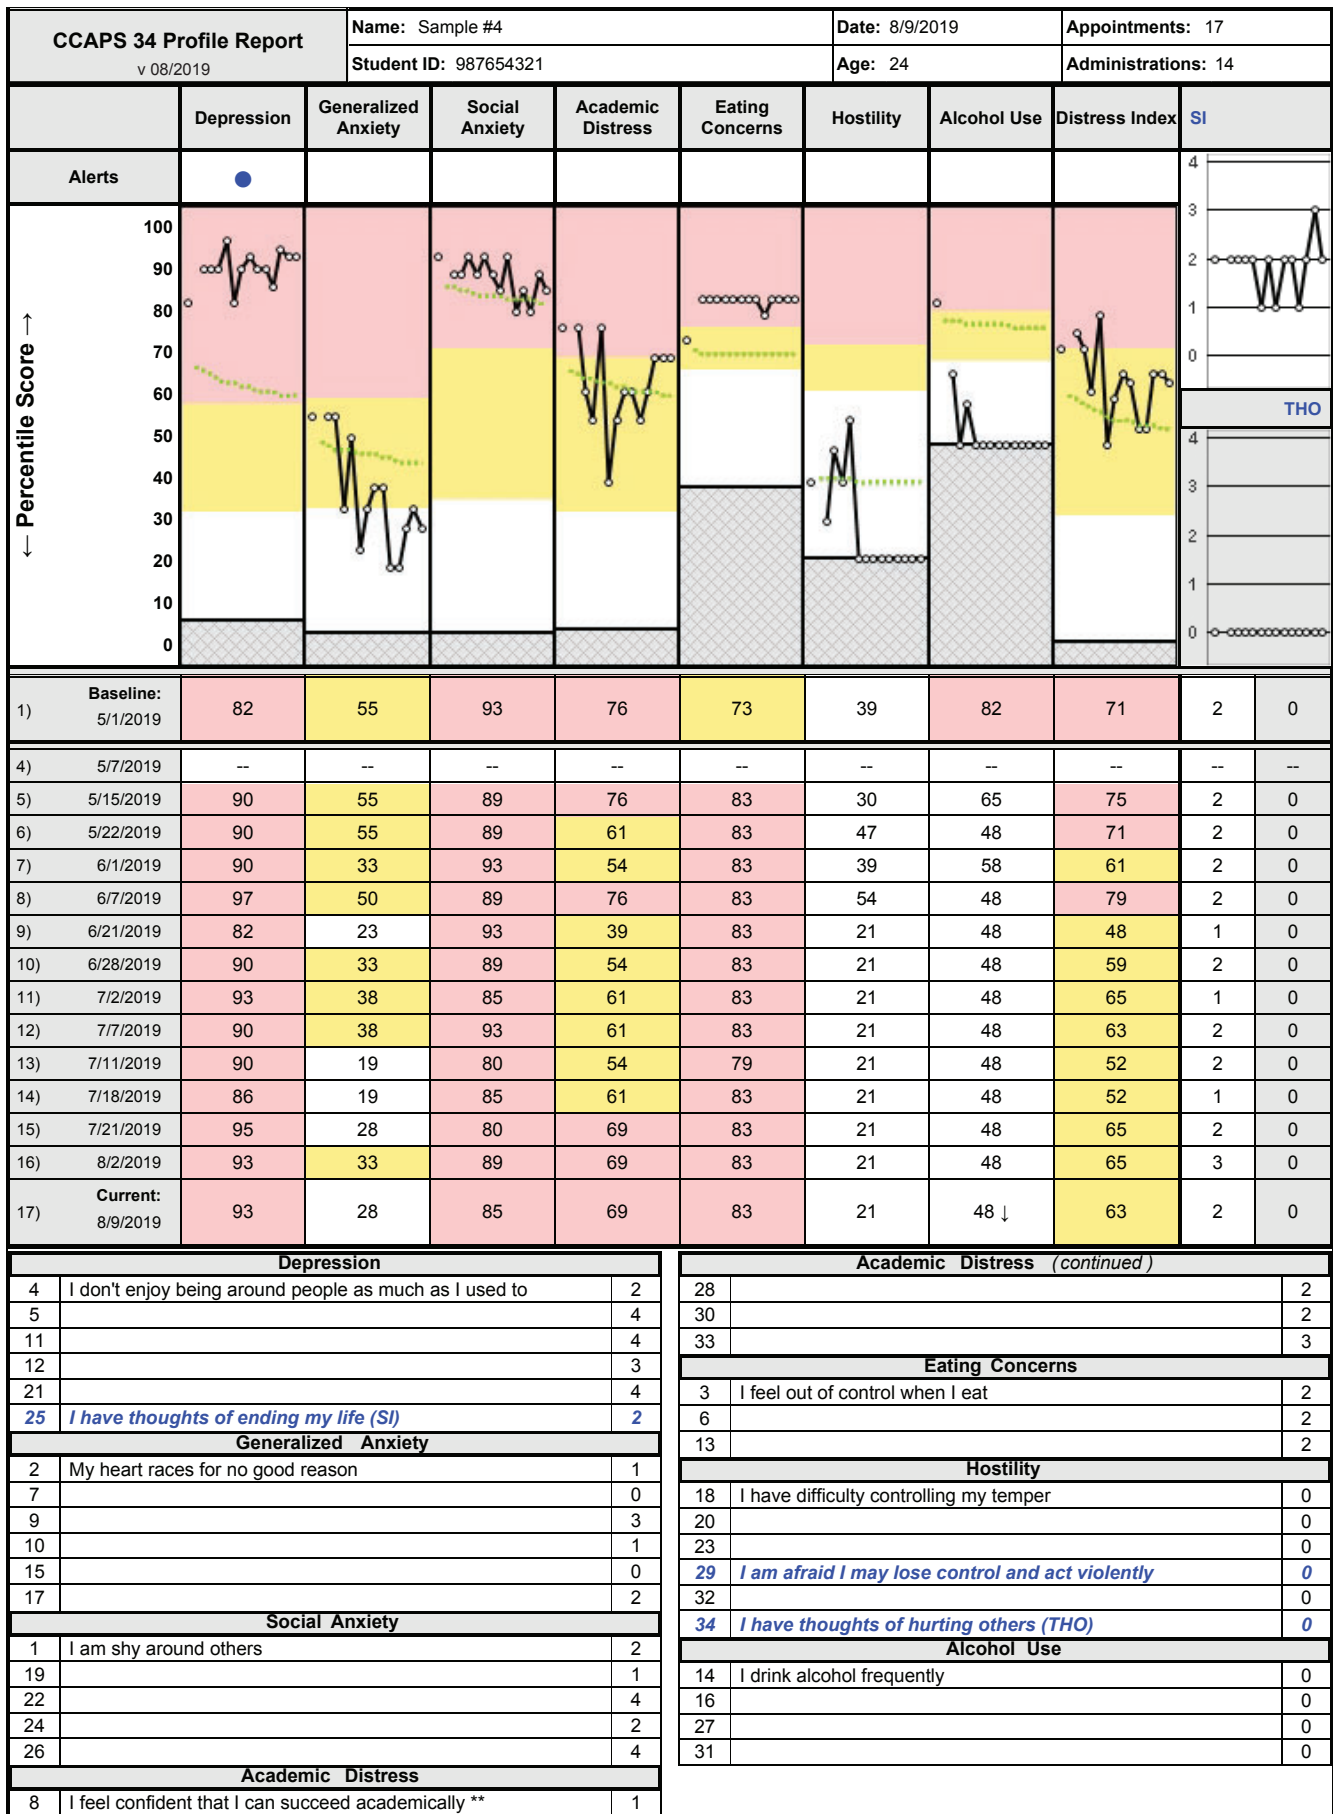 CCAPS 34 Profile Report
v 08/2019
Name: Sample #4
Date: 8/9/2019
Appointments: 17
Student ID: 987654321
Age: 24
Administrations: 14
Depression
Generalized Anxiety
Social Anxiety
Academic Distress
Eating Concerns
Hostility
Alcohol Use
Distress Index
SI
Alerts
← Percentile Score →
100
90
80
70
60
50
40
30
20
10
0
4
3
2
1
0
THO
4
3
2
1
0
1) Baseline: 5/1/2019 82 55 93 76 73 39 82 71 2 0
4) 5/7/2019 -- -- -- -- -- -- -- -- -- --
5) 5/15/2019 90 55 89 76 83 30 65 75 2 0
6) 5/22/2019 90 55 89 61 83 47 48 71 2 0
7) 6/1/2019 90 33 93 54 83 39 58 61 2 0
8) 6/7/2019 97 50 89 76 83 54 48 79 2 0
9) 6/21/2019 82 23 93 39 83 21 48 48 1 0
10) 6/28/2019 90 33 89 54 83 21 48 59 2 0
11) 7/2/2019 93 38 85 61 83 21 48 65 1 0
12) 7/7/2019 90 38 93 61 83 21 48 63 2 0
13) 7/11/2019 90 19 80 54 79 21 48 52 2 0
14) 7/18/2019 86 19 85 61 83 21 48 52 1 0
15) 7/21/2019 95 28 80 69 83 21 48 65 2 0
16) 8/2/2019 93 33 89 69 83 21 48 65 3 0
17) Current: 8/9/2019 93 28 85 69 83 21 48 ↓ 63 2 0
Depression
4 I don't enjoy being around people as much as I used to 2
5 4
11 4
12 3
21 4
25 I have thoughts of ending my life (SI) 2
Generalized Anxiety
2 My heart races for no good reason 1
7 0
9 3
10 1
15 0
17 2
Social Anxiety
1 I am shy around others 2
19 1
22 4
24 2
26 4
Academic Distress
8 I feel confident that I can succeed academically ** 1
Academic Distress (continued )
28 2
30 2
33 3
Eating Concerns
3 I feel out of control when I eat 2
6 2
13 2
Hostility
18 I have difficulty controlling my temper 0
20 0
23 0
29 I am afraid I may lose control and act violently 0
32 0
34 I have thoughts of hurting others (THO) 0
Alcohol Use
14 I drink alcohol frequently 0
16 0
27 0
31 0